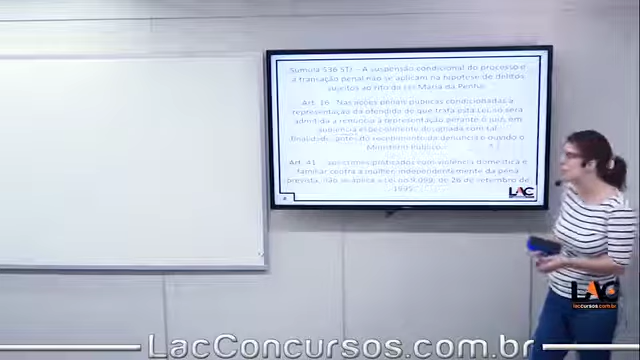 Súmula 536 STJ – A suspensão condicional do processo e
a transação penal não se aplicam na hipótese de delitos
sujeitos ao rito da Lei Maria da Penha.
Art. 16. Nas ações penais públicas condicionadas à
representação da ofendida de que trata esta Lei, só será
admitida a renúncia à representação perante o juiz, em
audiência especialmente designada com tal
finalidade, antes do recebimento da denúncia e ouvido o
Ministério Público.
Art. 41. aos crimes praticados com violência doméstica e
familiar contra a mulher, independentemente da pena
prevista, não se aplica a Lei no 9.099, de 26 de setembro de
1995.
LAC
LAC
laccursos.com.br
LacConcursos.com.br